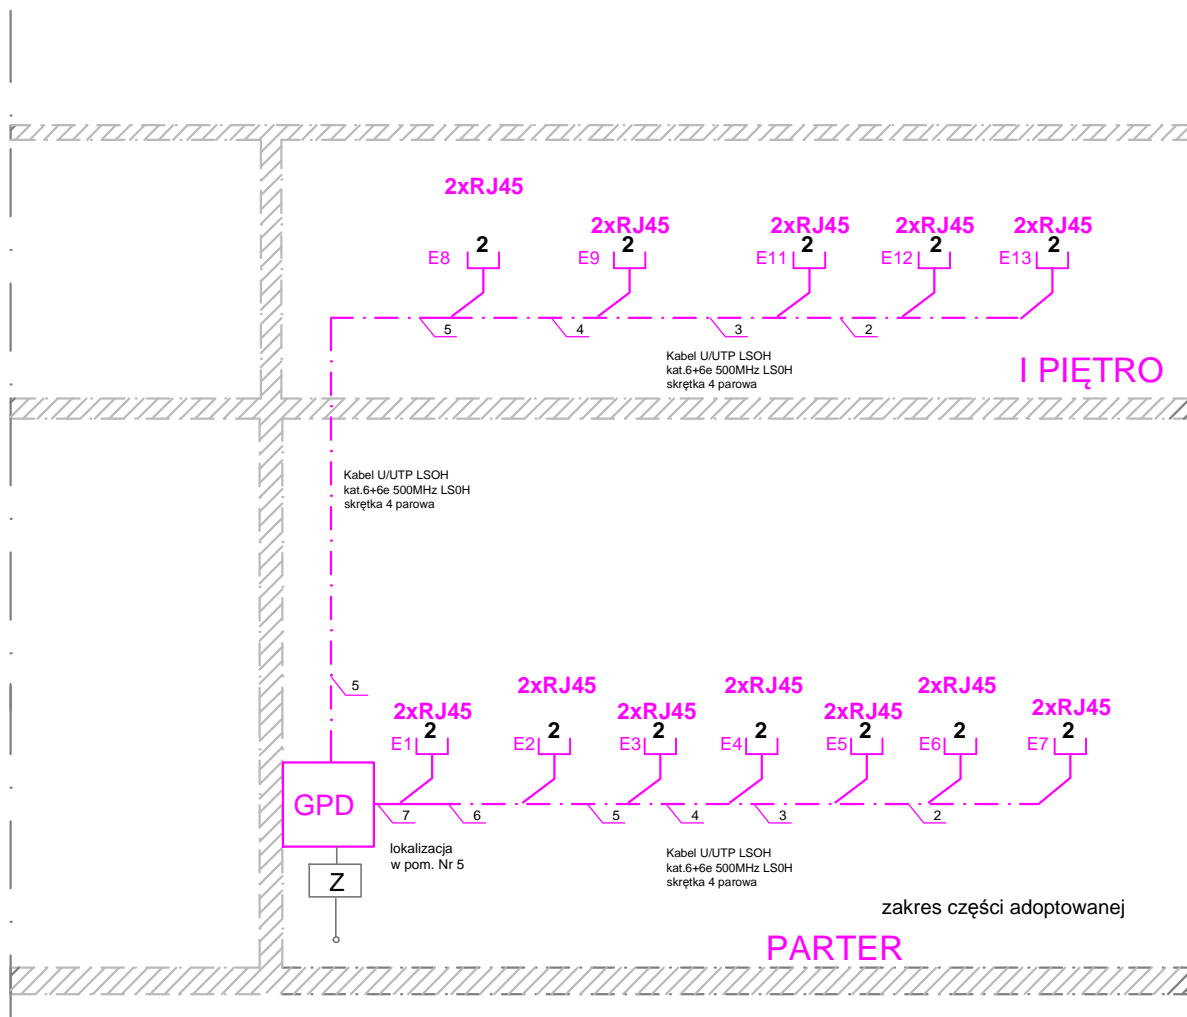 2xRJ45
2xRJ45
2xRJ45
2xRJ45
2xRJ45
2
2
2
2
2
E8
E9
E11
E12
E13
5
4
3
2
Kabel U/UTP LSOH
kat.6+6e 500MHz LS0H
skrętka 4 parowa
I PIĘTRO
Kabel U/UTP LSOH
kat.6+6e 500MHz LS0H
skrętka 4 parowa
5
2xRJ45
2xRJ45
2xRJ45
2xRJ45
2xRJ45
2xRJ45
2xRJ45
2
2
2
2
2
2
2
E1
E2
E3
E4
E5
E6
E7
GPD
7
6
5
4
3
2
lokalizacja
w pom. Nr 5
Kabel U/UTP LSOH
kat.6+6e 500MHz LS0H
skrętka 4 parowa
Z
zakres części adoptowanej
PARTER